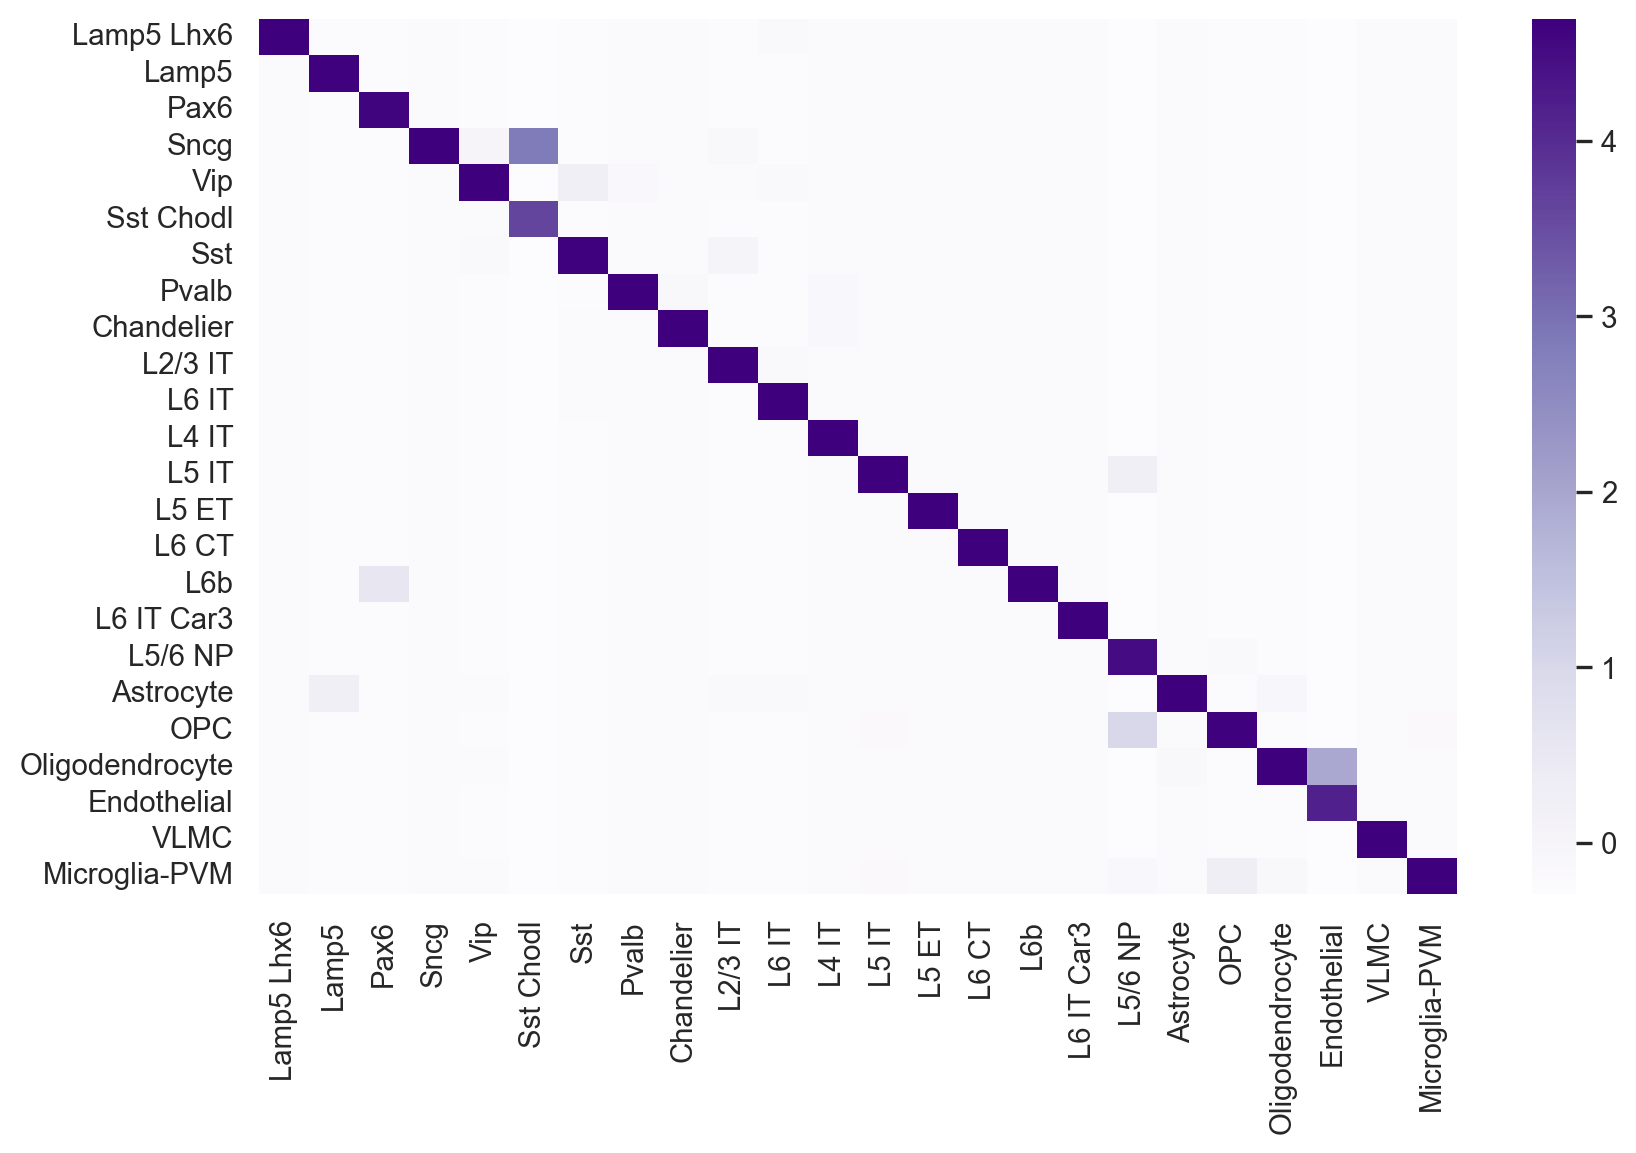 Lamp5 Lhx6
Lamp5
Pax6
Sncg
Vip
Sst Chodl
Sst
Pvalb
Chandelier
L2/3 IT
L6 IT
L4 IT
L5 IT
L5 ET
L6 CT
L6b
L6 IT Car3
L5/6 NP
Astrocyte
OPC
Oligodendrocyte
Endothelial
VLMC
Microglia-PVM
Lamp5 Lhx6
Lamp5
Pax6
Sncg
Vip
Sst Chodl
Sst
Pvalb
Chandelier
L2/3 IT
L6 IT
L4 IT
L5 IT
L5 ET
L6 CT
L6b
L6 IT Car3
L5/6 NP
Astrocyte
OPC
Oligodendrocyte
Endothelial
VLMC
Microglia-PVM
4
3
2
1
0